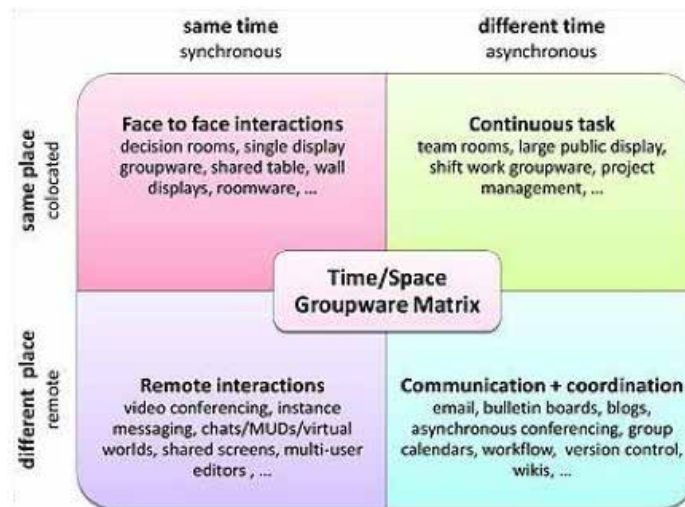 same time
synchronous
different time
asynchronous
same place
colocated
Face to face interactions
decision rooms, single display
groupware, shared table, wall
displays, roomware, ...
Continuous task
team rooms, large public display,
shift work groupware, project
management, ...
Time/Space
Groupware Matrix
different place
remote
Remote interactions
video conferencing, instance
messaging, chats/MUDs/virtual
worlds, shared screens, multi-user
editors , ...
Communication + coordination
email, bulletin boards, blogs,
asynchronous conferencing, group
calendars, workflow, version control,
wikis, ...